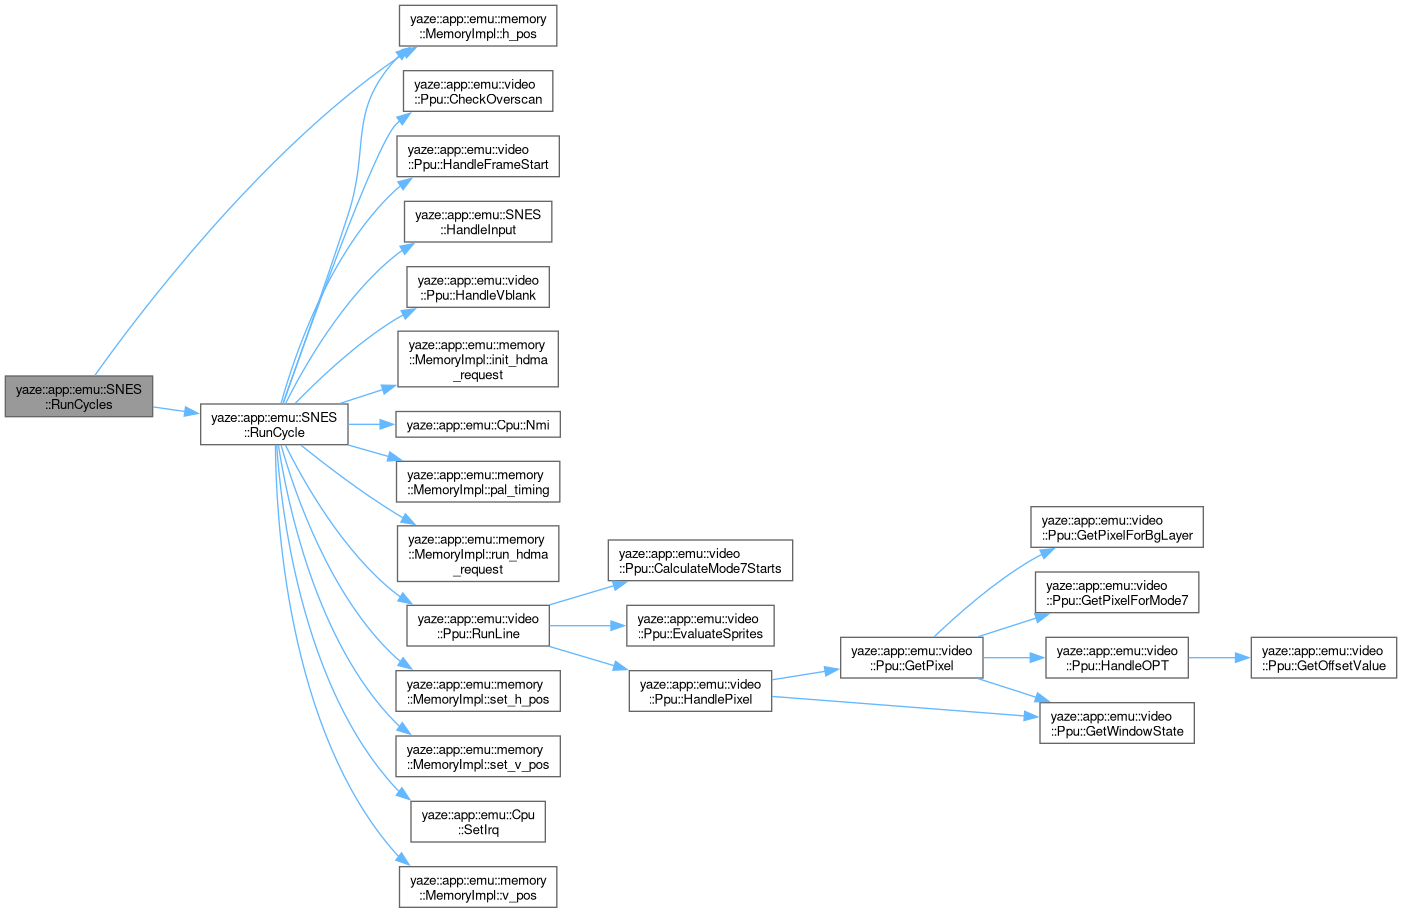 yaze::app::emu::SNES
::RunCycles
yaze::app::emu::SNES
::RunCycle
yaze::app::emu::memory
::MemoryImpl::h_pos
yaze::app::emu::video
::Ppu::CheckOverscan
yaze::app::emu::video
::Ppu::HandleFrameStart
yaze::app::emu::SNES
::HandleInput
yaze::app::emu::video
::Ppu::HandleVblank
yaze::app::emu::memory
::MemoryImpl::init_hdma
_request
yaze::app::emu::Cpu::Nmi
yaze::app::emu::memory
::MemoryImpl::pal_timing
yaze::app::emu::memory
::MemoryImpl::run_hdma
_request
yaze::app::emu::video
::Ppu::RunLine
yaze::app::emu::memory
::MemoryImpl::set_h_pos
yaze::app::emu::memory
::MemoryImpl::set_v_pos
yaze::app::emu::Cpu
::SetIrq
yaze::app::emu::memory
::MemoryImpl::v_pos
yaze::app::emu::video
::Ppu::CalculateMode7Starts
yaze::app::emu::video
::Ppu::EvaluateSprites
yaze::app::emu::video
::Ppu::HandlePixel
yaze::app::emu::video
::Ppu::GetPixel
yaze::app::emu::video
::Ppu::GetPixelForBgLayer
yaze::app::emu::video
::Ppu::GetPixelForMode7
yaze::app::emu::video
::Ppu::HandleOPT
yaze::app::emu::video
::Ppu::GetWindowState
yaze::app::emu::video
::Ppu::GetOffsetValue